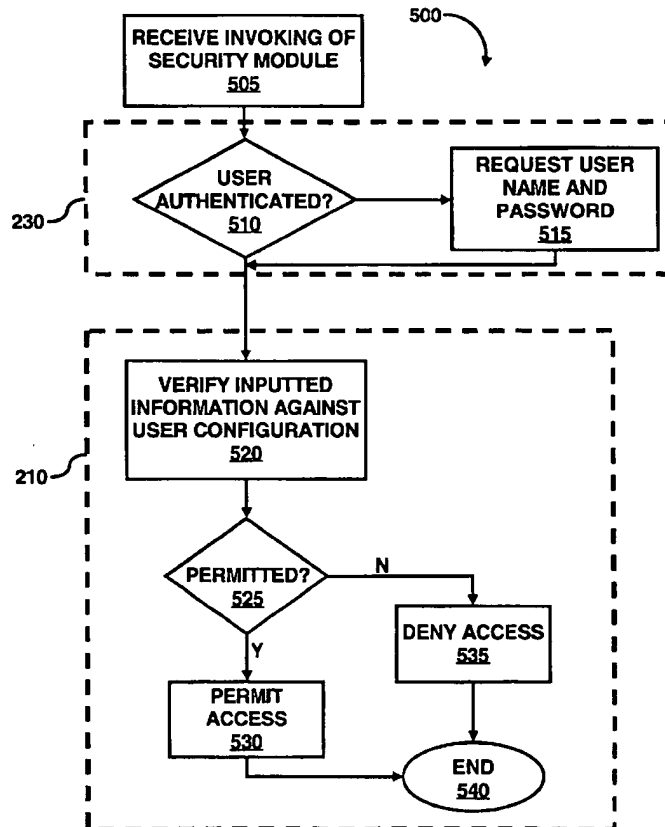 RECEIVE INVOKING OF
SECURITY MODULE
505
500
USER
AUTHENTICATED?
510
REQUEST USER
NAME AND
PASSWORD
515
230
VERIFY INPUTTED
INFORMATION AGAINST
USER CONFIGURATION
520
210
PERMITTED?
525
N
Y
DENY ACCESS
535
PERMIT
ACCESS
530
END
540